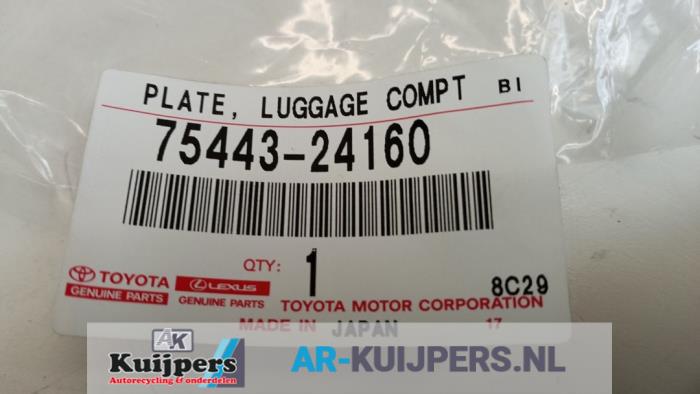 PLATE, LUGGAGE COMPT BI
75443-24160
QTY: 1 8C29
TOYOTA LEXUS
GENUINE PARTS GENUINE PARTS TOYOTA MOTOR CORPORATION
MADE IN JAPAN 17
AK
Kuijpers
Autorecycling & onderdelen
AR-KUIJPERS.NL